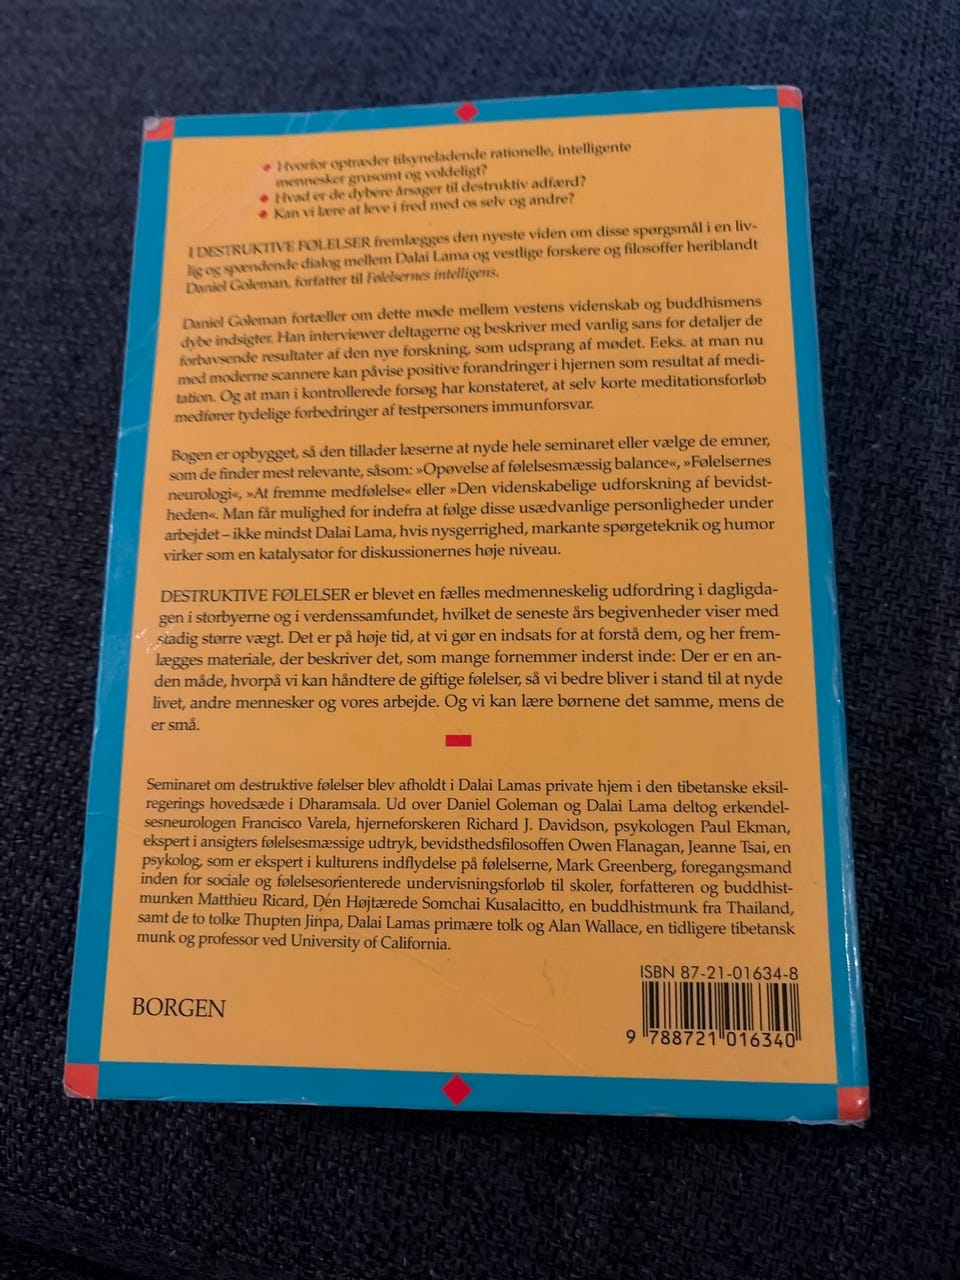 Hvorfor optræder tilsyneladende rationelle, intelligente
mennesker grusomt og voldeligt?
Hvad er de dybere årsager til destruktiv adfærd?
Kan vi lære at leve i fred med os selv og andre?
I DESTRUKTIVE FØLELSER fremlægges den nyeste viden om disse spørgsmål i en liv-
lig og spændende dialog mellem Dalai Lama og vestlige forskere og filosoffer heriblandt
Daniel Goleman, forfatter til Følelsernes intelligens.
Daniel Goleman fortæller om dette møde mellem vestens videnskab og buddhismens
dybe indsigter. Han interviewer deltagerne og beskriver med vanlig sans for detaljer de
forbavsende resultater af den nye forskning, som udsprang af mødet. F.eks. at man nu
med moderne scannere kan påvise positive forandringer i hjernen som resultat af medi-
tation. Og at man i kontrollerede forsøg har konstateret, at selv korte meditationsforløb
medfører tydelige forbedringer af testpersoners immunforsvar.
Bogen er opbygget, så den tillader læserne at nyde hele seminaret eller vælge de emner,
som de finder mest relevante, såsom: »Opøvelse af følelsesmæssig balance«, »Følelsernes
neurologi«, »At fremme medfølelse« eller »Den videnskabelige udforskning af bevidst-
heden«. Man får mulighed for indefra at følge disse usædvanlige personligheder under
arbejdet – ikke mindst Dalai Lama, hvis nysgerrighed, markante spørgeteknik og humor
virker som en katalysator for diskussionernes høje niveau.
DESTRUKTIVE FØLELSER er blevet en fælles medmenneskelig udfordring i dagligda-
gen i storbyerne og i verdenssamfundet, hvilket de seneste års begivenheder viser med
stadig større vægt. Det er på høje tid, at vi gør en indsats for at forstå dem, og her frem-
lægges materiale, der beskriver det, som mange fornemmer inderst inde: Der er en an-
den måde, hvorpå vi kan håndtere de giftige følelser, så vi bedre bliver i stand til at nyde
livet, andre mennesker og vores arbejde. Og vi kan lære børnene det samme, mens de
er små.
Seminaret om destruktive følelser blev afholdt i Dalai Lamas private hjem i den tibetanske eksil-
regerings hovedsæde i Dharamsala. Ud over Daniel Goleman og Dalai Lama deltog erkendel-
sesneurologen Francisco Varela, hjerneforskeren Richard J. Davidson, psykologen Paul Ekman,
ekspert i ansigters følelsesmæssige udtryk, bevidsthedsfilosoffen Owen Flanagan, Jeanne Tsai, en
psykolog, som er ekspert i kulturens indflydelse på følelserne, Mark Greenberg, foregangsmand
inden for sociale og følelsesorienterede undervisningsforløb til skoler, forfatteren og buddhist-
munken Matthieu Ricard, Den Højtærede Somchai Kusalacitto, en buddhistmunk fra Thailand,
samt de to tolke Thupten Jinpa, Dalai Lamas primære tolk og Alan Wallace, en tidligere tibetansk
munk og professor ved University of California.
ISBN 87-21-01634-8
BORGEN
9 788721 016340